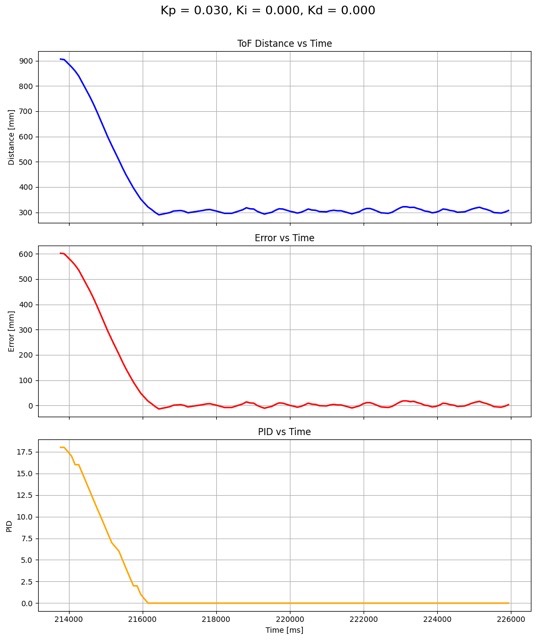 Kp = 0.030, Ki = 0.000, Kd = 0.000
ToF Distance vs Time
Distance [mm]
900
800
700
600
500
400
300
Error vs Time
Error [mm]
600
500
400
300
200
100
0
PID vs Time
PID
17.5
15.0
12.5
10.0
7.5
5.0
2.5
0.0
214000 216000 218000 220000 222000 224000 226000
Time [ms]